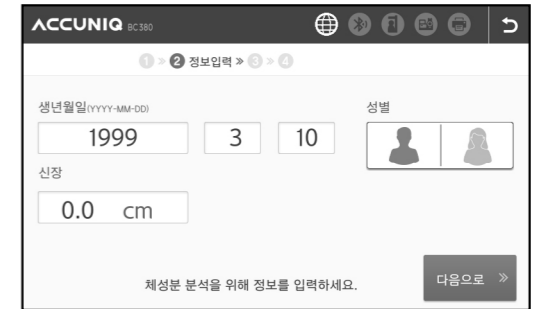 ACCUNIQ BC380
1 » 2 정보입력 » 3 » 4
생년월일(YYYY-MM-DD)
성별
1999 3 10
신장
0.0 cm
체성분 분석을 위해 정보를 입력하세요.
다음으로 »